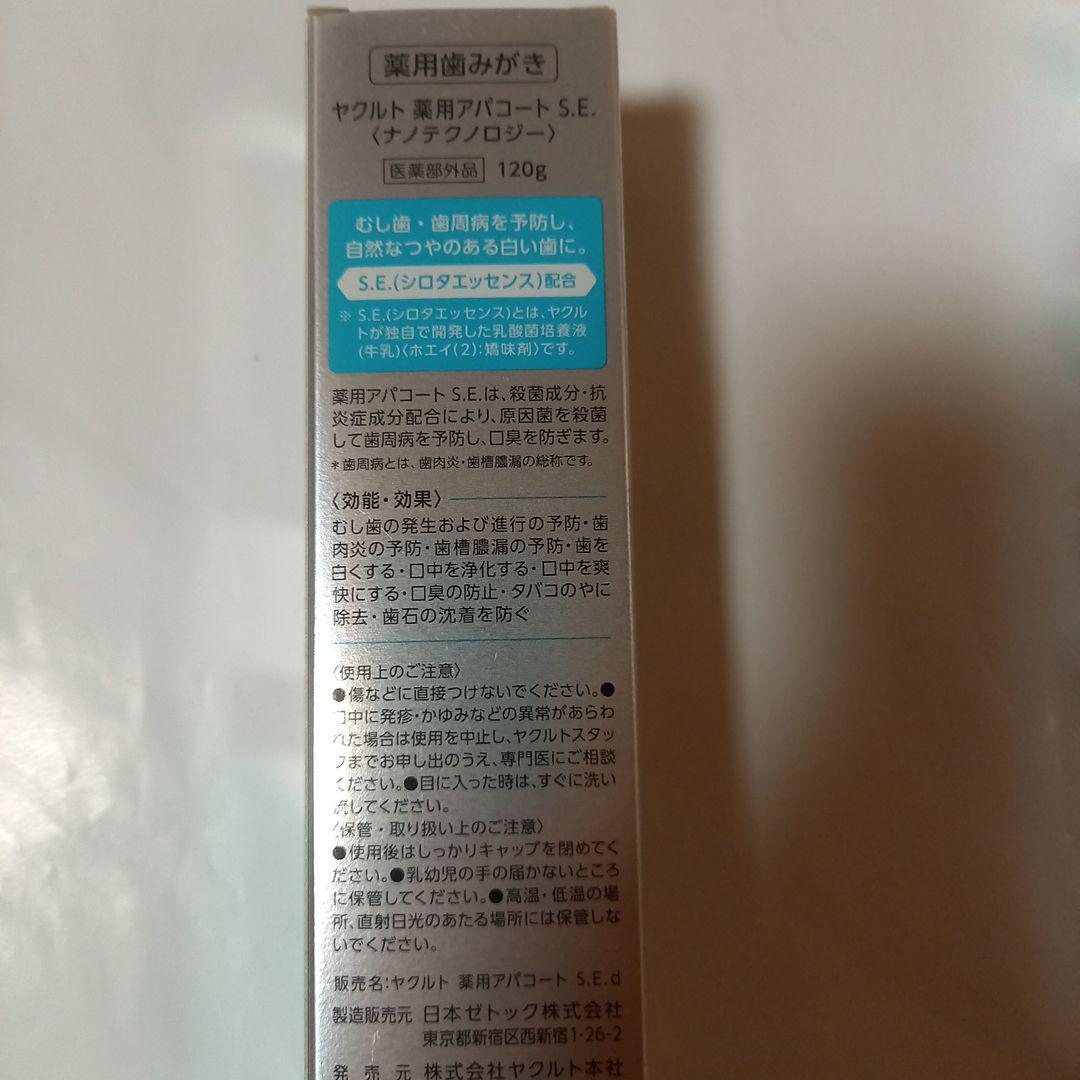 薬用歯みがき
ヤクルト 薬用アパコート S.E.
〈ナノテクノロジー〉
医薬部外品 120g
むし歯・歯周病を予防し、
自然なつやのある白い歯に。
S.E.(シロタエッセンス)配合
※ S.E.(シロタエッセンス)とは、ヤクル
トが独自で開発した乳酸菌培養液
(牛乳)〈ホエイ(2):矯味剤〉です。
薬用アパコート S.E.は、殺菌成分・抗
炎症成分配合により、原因菌を殺菌
して歯周病を予防し、口臭を防ぎます。
＊歯周病とは、歯肉炎・歯槽膿漏の総称です。
〈効能・効果〉
むし歯の発生および進行の予防・歯
肉炎の予防・歯槽膿漏の予防・歯を
白くする・口中を浄化する・口中を爽
快にする・口臭の防止・タバコのやに
除去・歯石の沈着を防ぐ
〈使用上のご注意〉
●傷などに直接つけないでください。●
口中に発疹・かゆみなどの異常があらわ
れた場合は使用を中止し、ヤクルトスタッ
フまでお申し出のうえ、専門医にご相談
ください。●目に入った時は、すぐに洗い
流してください。
〈保管・取り扱い上のご注意〉
●使用後はしっかりキャップを閉めてく
ださい。●乳幼児の手の届かないところ
に保管してください。●高温・低温の場
所、直射日光のあたる場所には保管しな
いでください。
販売名:ヤクルト 薬用アパコート S.E.d
製造販売元 日本ゼトック株式会社
東京都新宿区西新宿1-26-2
発 売 元 株式会社ヤクルト本社